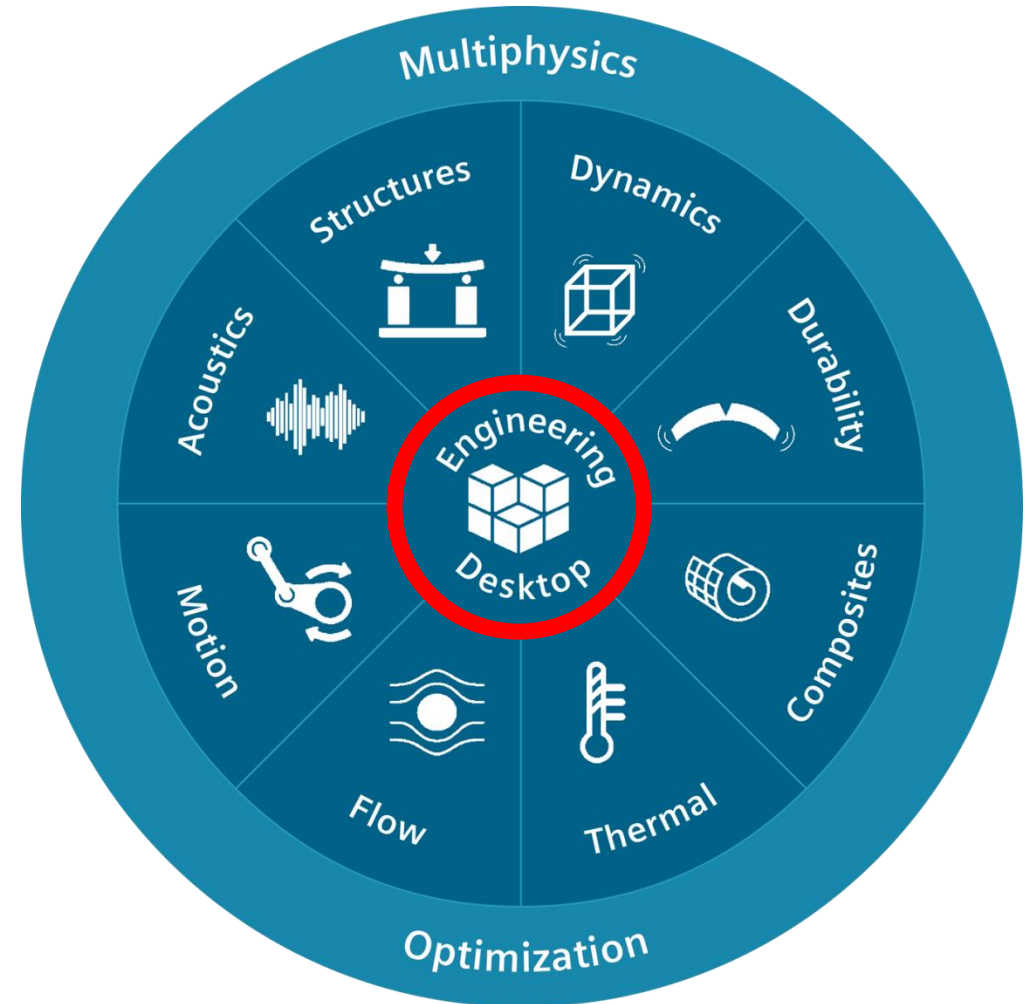 Multiphysics
Structures
Dynamics
Acoustics
Durability
Engineering
Desktop
Motion
Composites
Flow
Thermal
Optimization